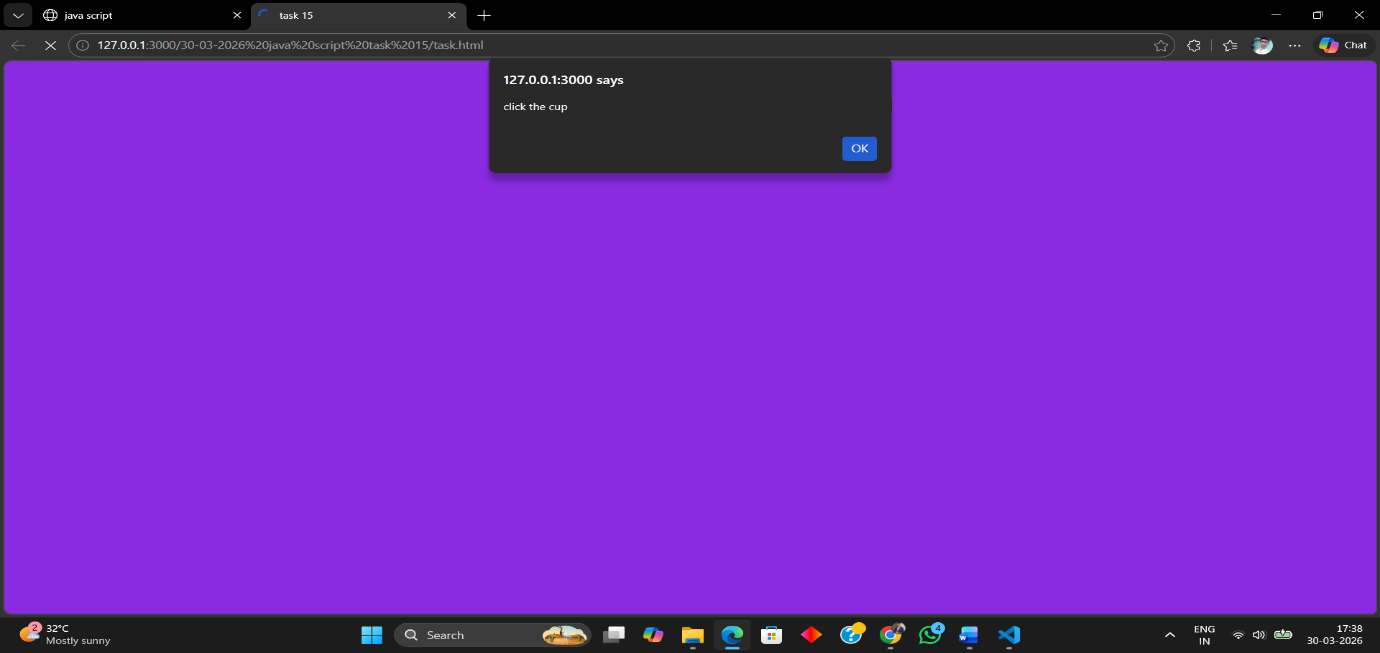 java script
task 15
127.0.0.1:3000/30-03-2026%20java%20script%20task%2015/task.html
Chat
127.0.0.1:3000 says
click the cup
OK
2
32°C
Mostly sunny
Search
4
ENG
IN
17:38
30-03-2026